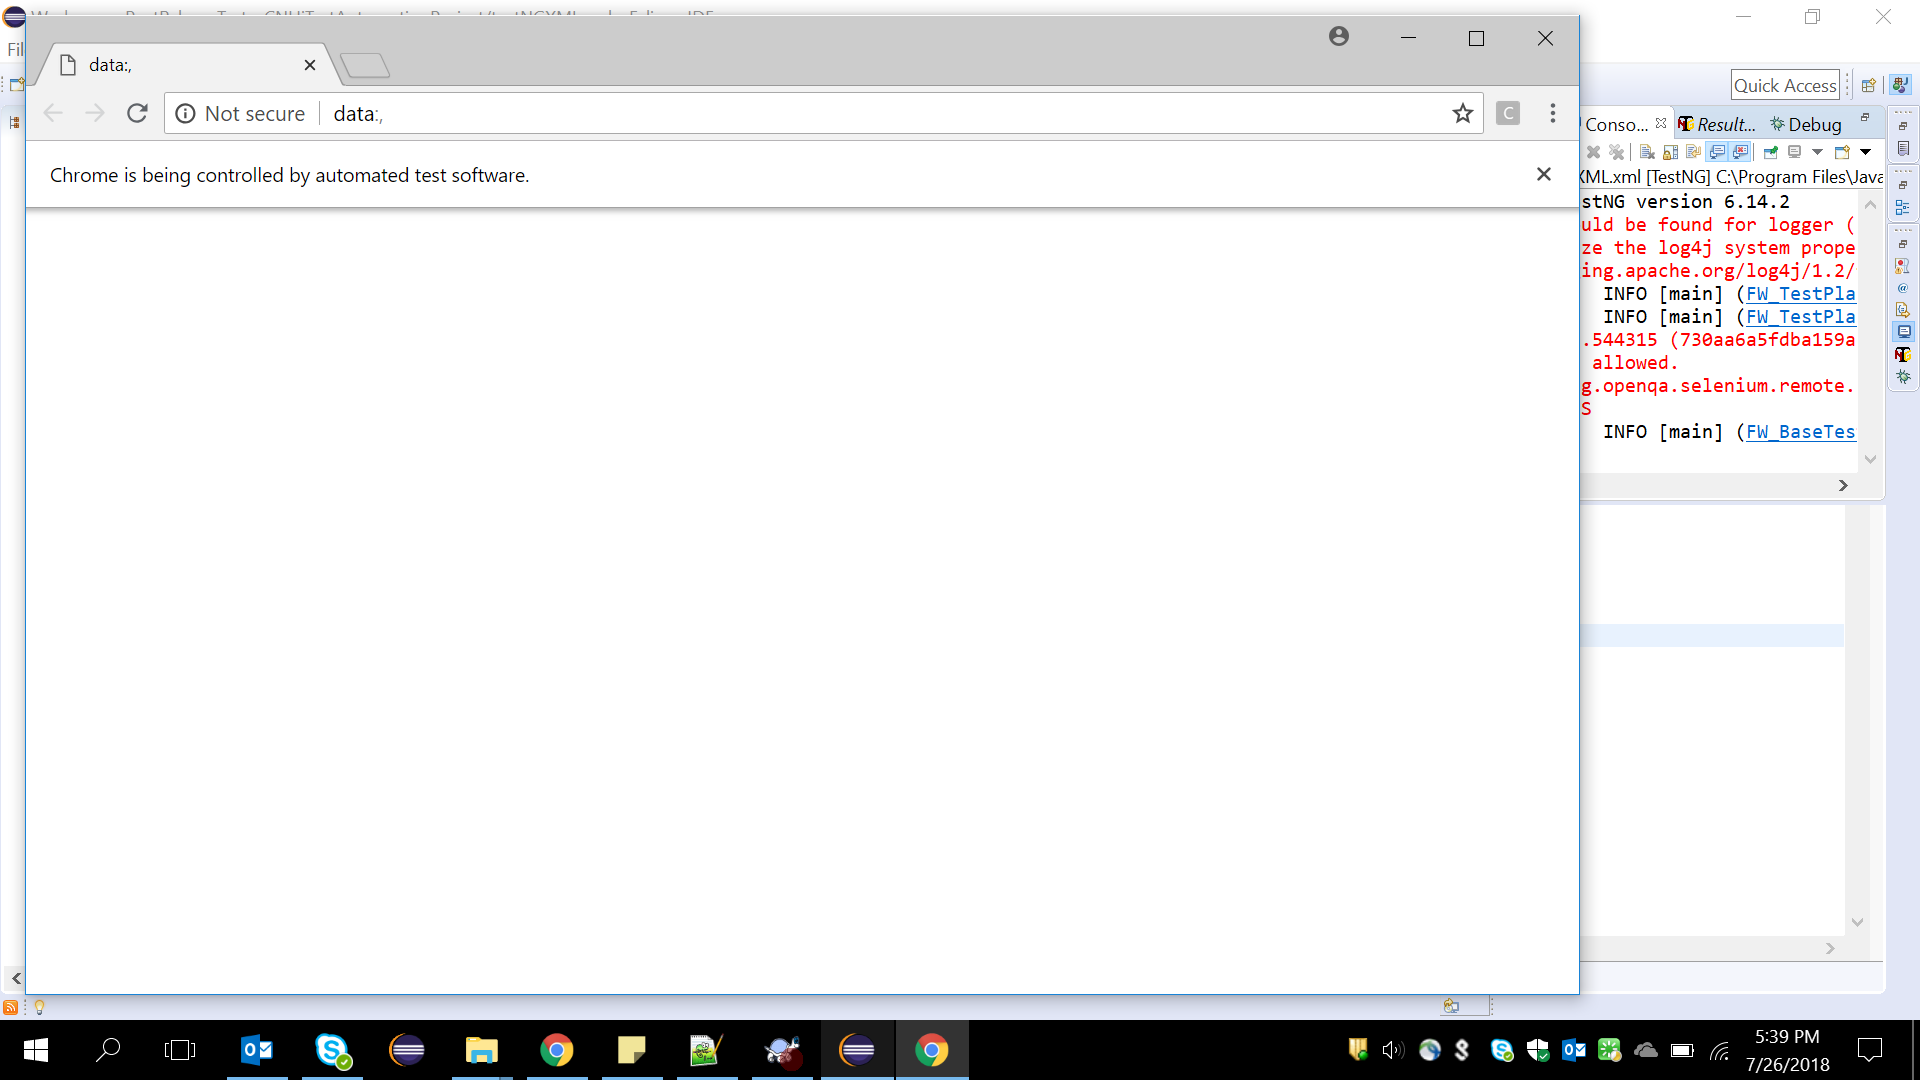 data:,
Not secure
data:,
Chrome is being controlled by automated test software.
Fil
Quick Access
Conso...
Result...
Debug
XML.xml [TestNG] C:\Program Files\Java
stNG version 6.14.2
uld be found for logger (
ze the log4j system prope
ing.apache.org/log4j/1.2/
INFO [main] (FW_TestPla
INFO [main] (FW_TestPla
.544315 (730aa6a5fdba159a
allowed.
g.openqa.selenium.remote.
S
INFO [main] (FW_BaseTes
5:39 PM
7/26/2018